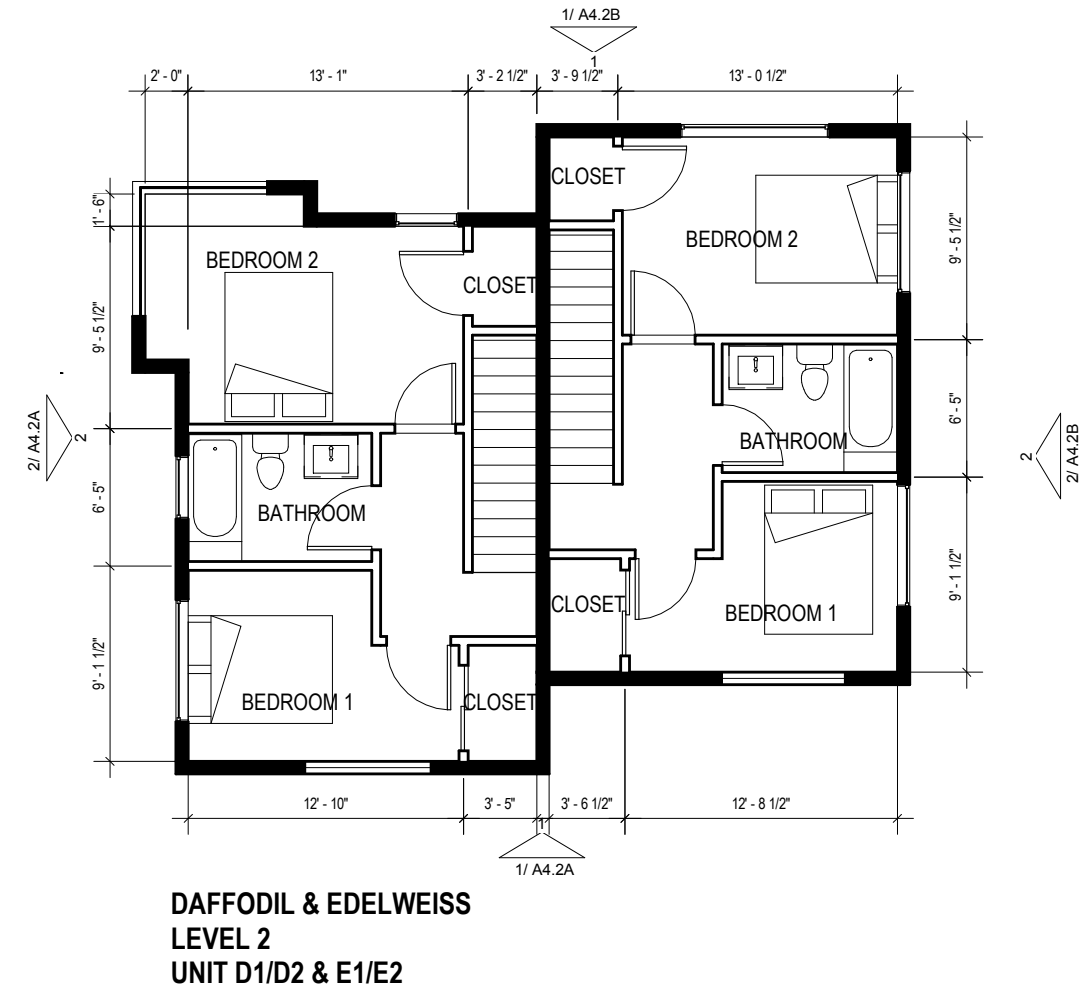 1/ A4.2B
1
2' - 0"
13' - 1"
3' - 2 1/2"
3' - 9 1/2"
13' - 0 1/2"
CLOSET
BEDROOM 2
1' - 6"
BEDROOM 2
CLOSET
9' - 5 1/2"
9' - 5 1/2"
6' - 5"
BATHROOM
2/ A4.2A
2
2
2/ A4.2B
6' - 5"
BATHROOM
9' - 1 1/2"
CLOSET
BEDROOM 1
9' - 1 1/2"
BEDROOM 1
CLOSET
12' - 10"
3' - 5"
3' - 6 1/2"
12' - 8 1/2"
1
1/ A4.2A
DAFFODIL & EDELWEISS
LEVEL 2
UNIT D1/D2 & E1/E2